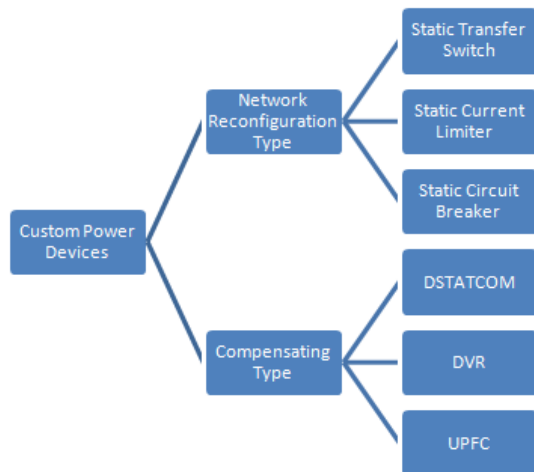 Static Transfer
Switch
Network
Reconfiguration
Type
Static Current
Limiter
Static Circuit
Breaker
Custom Power
Devices
DSTATCOM
Compensating
Type
DVR
UPFC